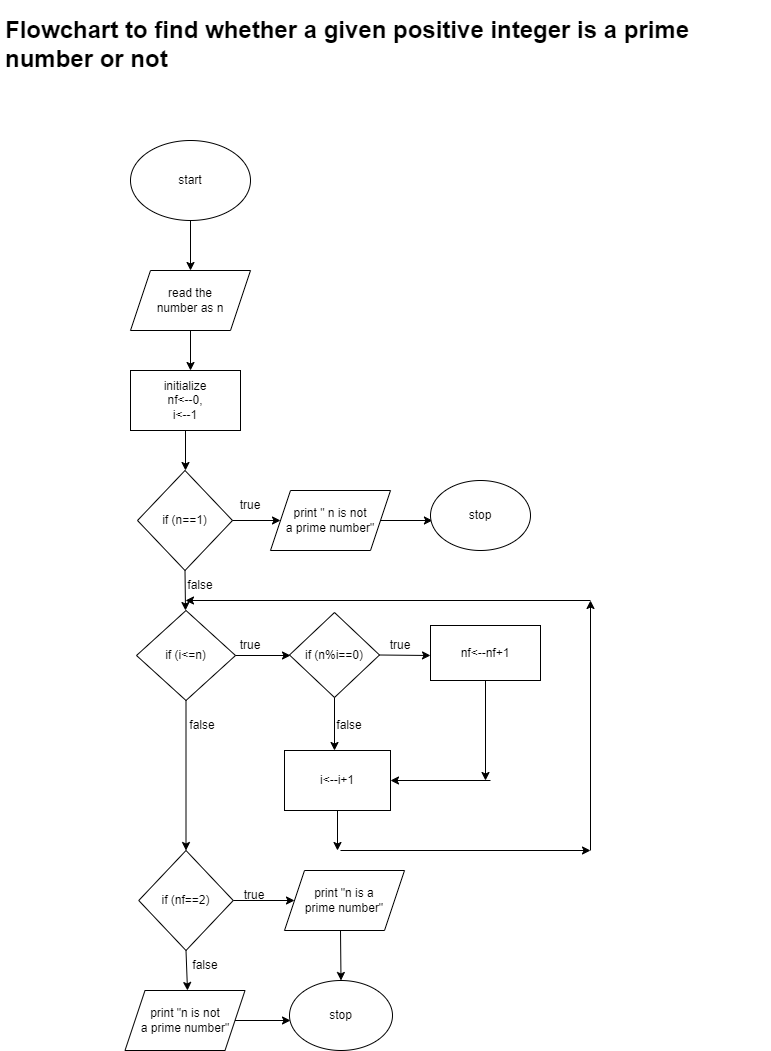 Flowchart to find whether a given positive integer is a prime
number or not
start
read the
number as n
initialize
nf<--0,
i<--1
if (n==1)
true
print " n is not
a prime number"
stop
false
if (i<=n)
true
if (n%i==0)
true
nf<--nf+1
false
false
i<--i+1
if (nf==2)
true
print "n is a
prime number"
false
print "n is not
a prime number"
stop